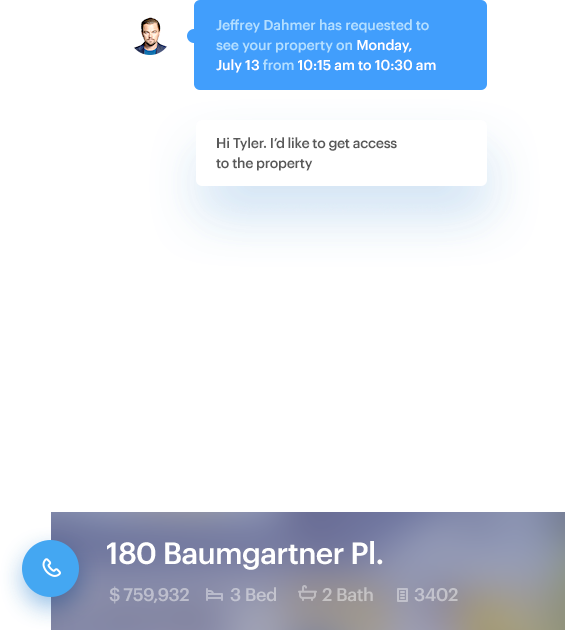 Jeffrey Dahmer has requested to
see your property on Monday,
July 13 from 10:15 am to 10:30 am
Hi Tyler. I'd like to get access
to the property
180 Baumgartner Pl.
$ 759,932 3 Bed 2 Bath 3402